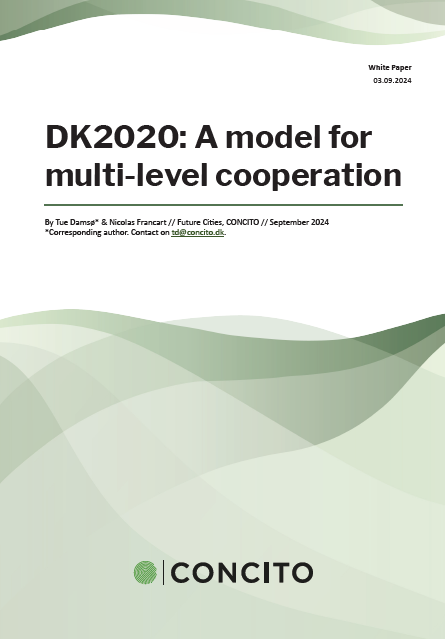 White Paper
03.09.2024
DK2020: A model for
multi-level cooperation
By Tue Damsø* & Nicolas Francart // Future Cities, CONCITO // September 2024
*Corresponding author. Contact on td@concito.dk.
CONCITO